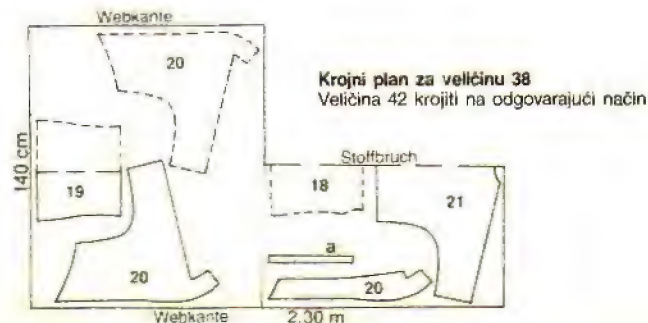 Webkante
20
Krojni plan za veličinu 38
Veličina 42 krojiti na odgovarajući način
140 cm
Stoffbruch
19
18
21
a
20
20
Webkante 2.30 m